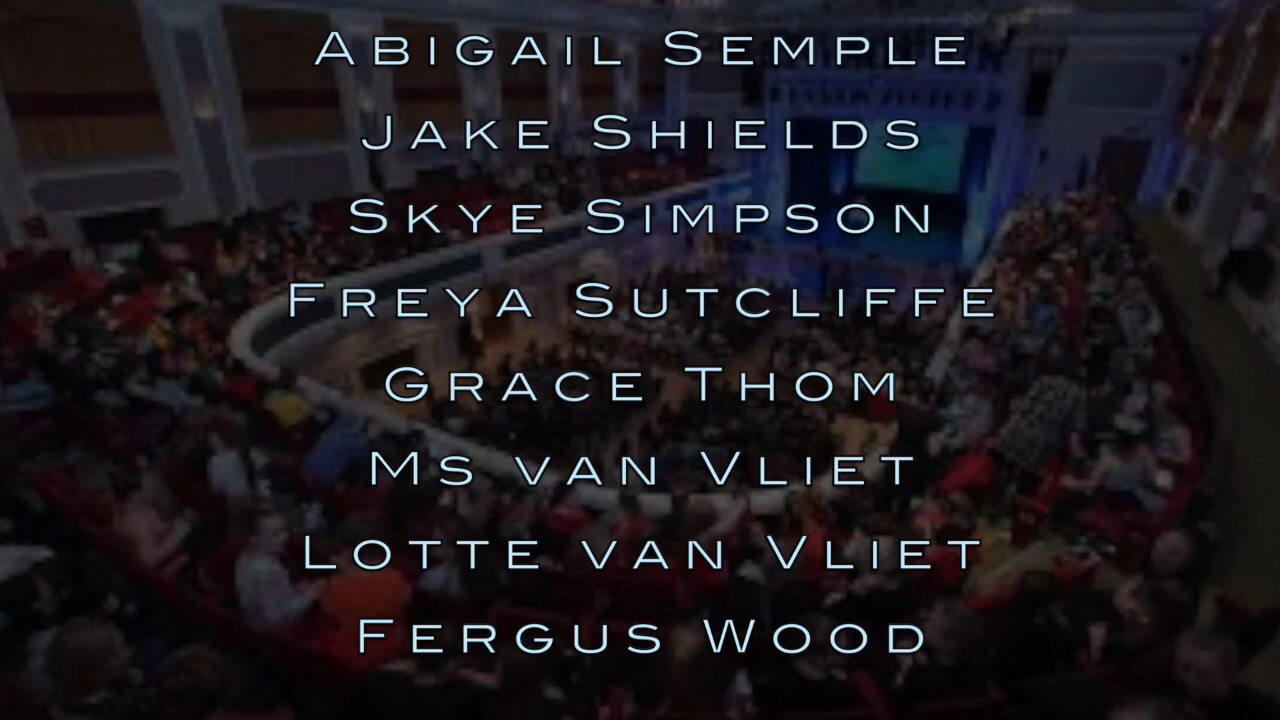 Abigail Semple
Jake Shields
Skye Simpson
Freya Sutcliffe
Grace Thom
Ms van Vliet
Lotte van Vliet
Fergus Wood